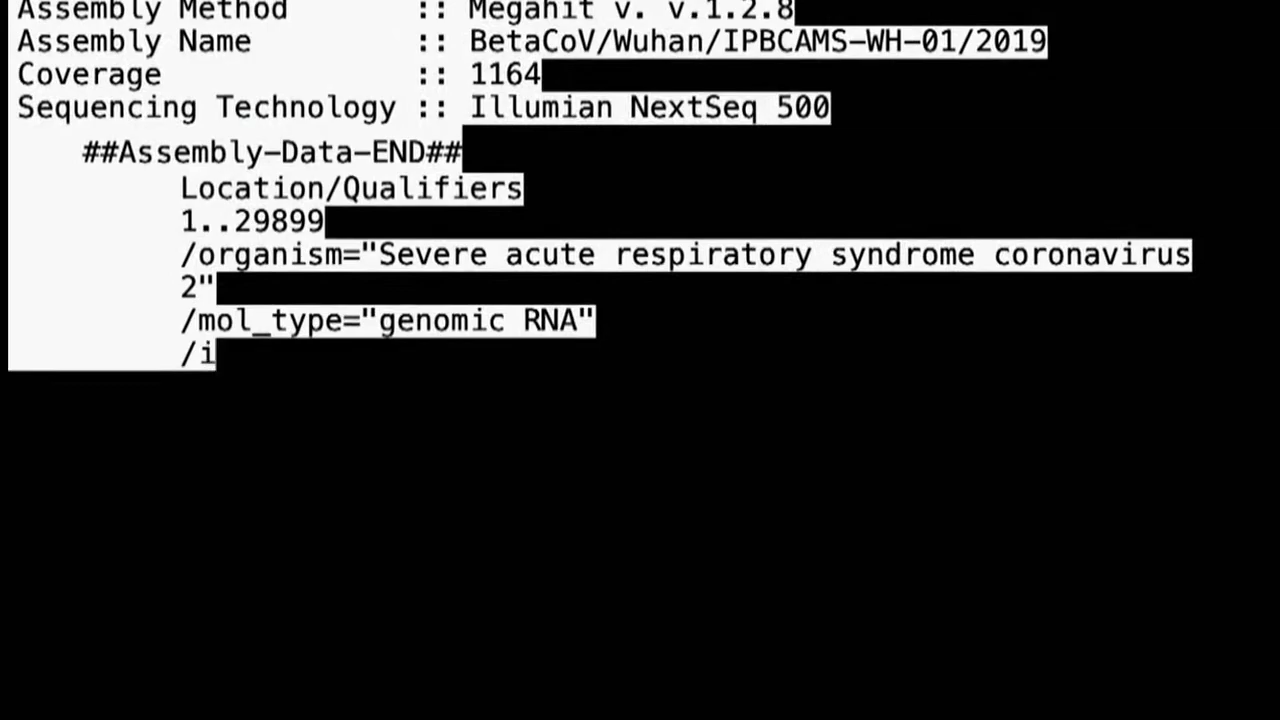 Assembly Method :: Megahit v. v.1.2.8
Assembly Name :: BetaCoV/Wuhan/IPBCAMS-WH-01/2019
Coverage :: 1164
Sequencing Technology :: Illumian NextSeq 500
##Assembly-Data-END##
Location/Qualifiers
1..29899
/organism="Severe acute respiratory syndrome coronavirus
2"
/mol_type="genomic RNA"
/i